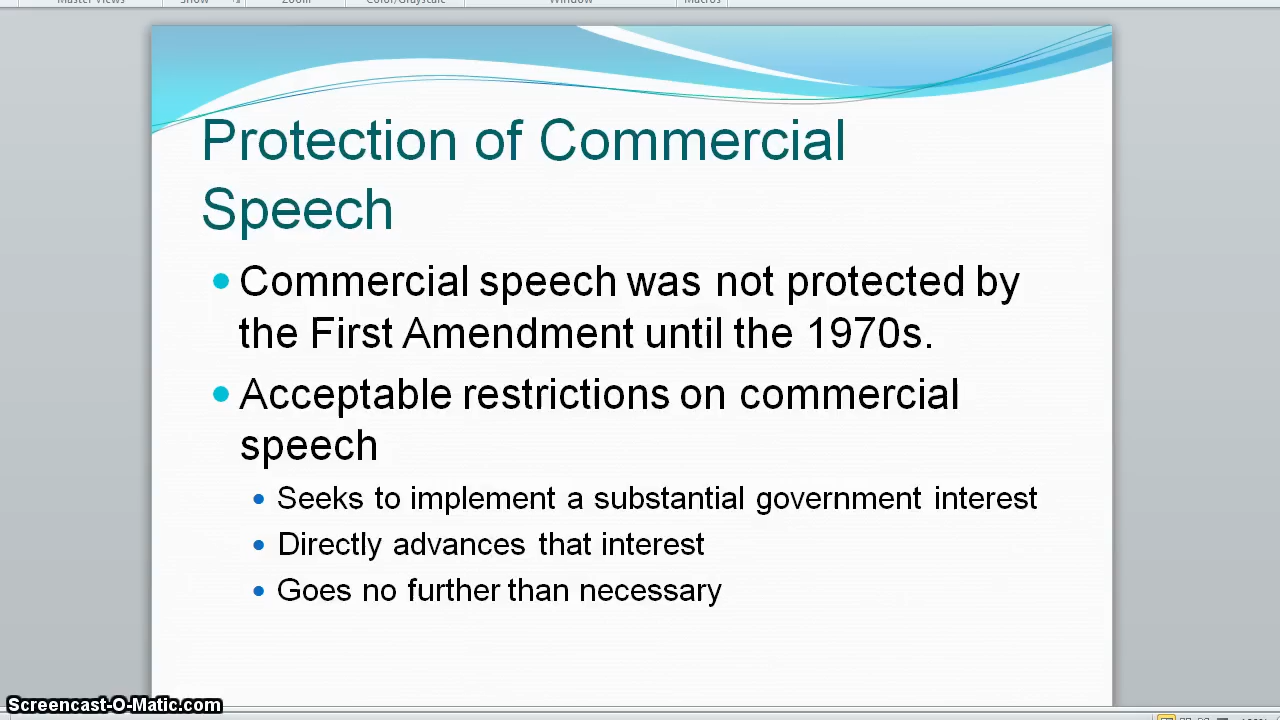 Master Views Show Zoom Color/Grayscale Window Macros
Protection of Commercial
Speech
Commercial speech was not protected by
the First Amendment until the 1970s.
Acceptable restrictions on commercial
speech
Seeks to implement a substantial government interest
Directly advances that interest
Goes no further than necessary
Screencast-O-Matic.com